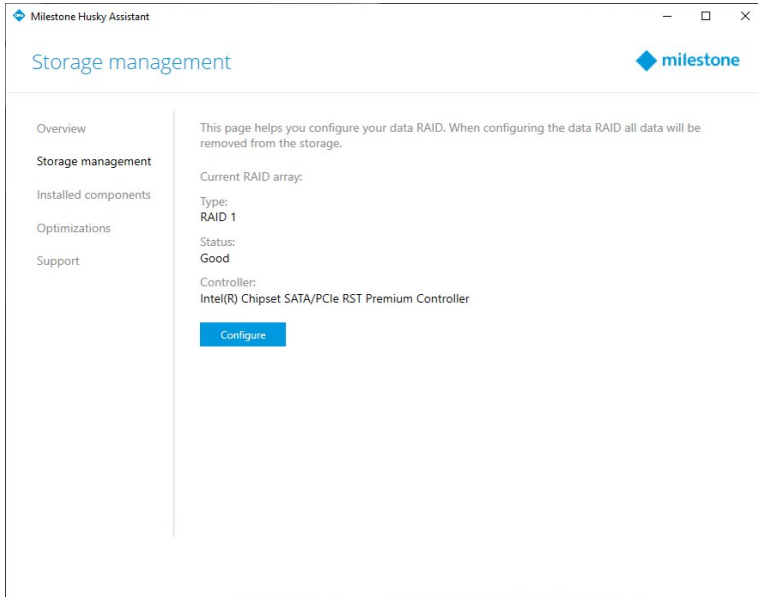 Milestone Husky Assistant
Storage management
milestone
Overview
Storage management
Installed components
Optimizations
Support
This page helps you configure your data RAID. When configuring the data RAID all data will be
removed from the storage.
Current RAID array:
Type:
RAID 1
Status:
Good
Controller:
Intel(R) Chipset SATA/PCIe RST Premium Controller
Configure